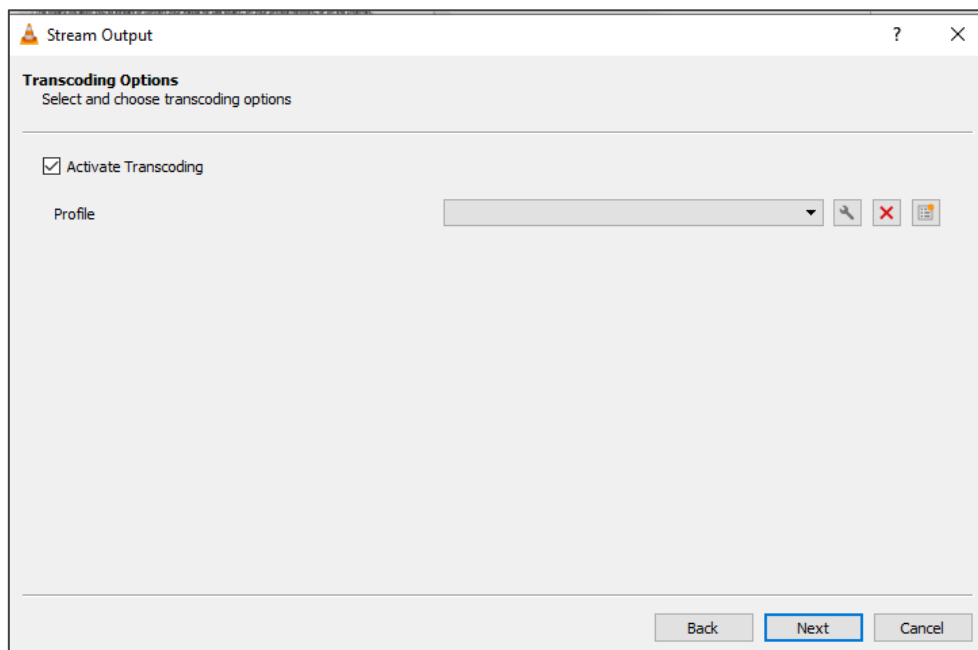 Stream Output
?
Transcoding Options
Select and choose transcoding options
Activate Transcoding
Profile
Back Next Cancel